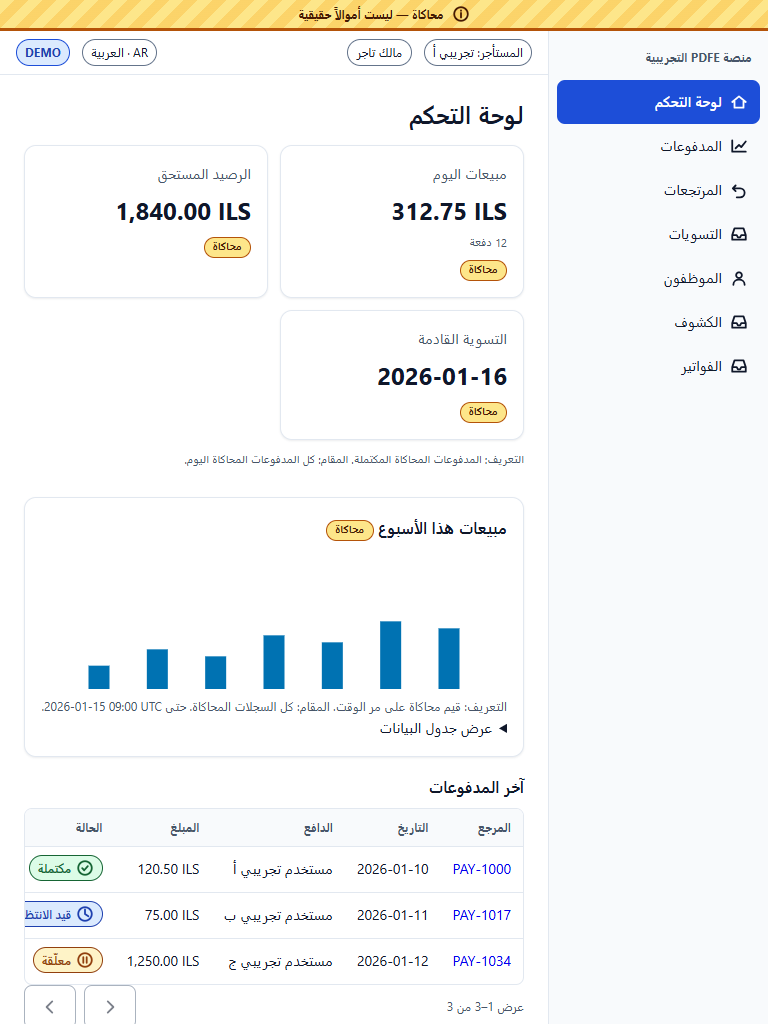 محاكاة — ليست أموالاً حقيقية
منصة PDFE التجريبية
لوحة التحكم
المدفوعات
المرتجعات
التسويات
الموظفون
الكشوف
الفواتير
المستأجر: تجريبي أ
مالك تاجر
AR · العربية
DEMO
لوحة التحكم
مبيعات اليوم
312.75 ILS
12 دفعة
محاكاة
الرصيد المستحق
1,840.00 ILS
محاكاة
التسوية القادمة
2026-01-16
محاكاة
التعريف: المدفوعات المحاكاة المكتملة. المقام: كل المدفوعات المحاكاة اليوم.
مبيعات هذا الأسبوع محاكاة
التعريف: قيم محاكاة على مر الوقت. المقام: كل السجلات المحاكاة. حتى 2026-01-15 09:00 UTC.
عرض جدول البيانات
آخر المدفوعات
المرجع التاريخ الدافع المبلغ الحالة
PAY-1000 2026-01-10 مستخدم تجريبي أ 120.50 ILS مكتملة
PAY-1017 2026-01-11 مستخدم تجريبي ب 75.00 ILS قيد الانتظ
PAY-1034 2026-01-12 مستخدم تجريبي ج 1,250.00 ILS معلّقة
عرض 1–3 من 3